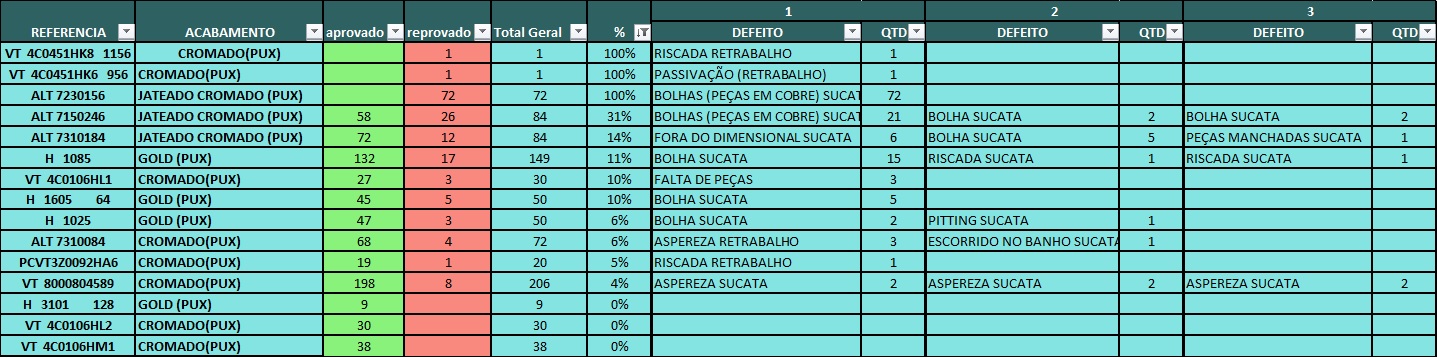 1 2 3
REFERENCIA ACABAMENTO aprovado reprovado Total Geral % DEFEITO QTD DEFEITO QTD DEFEITO QTD
VT 4C0451HK8 1156 CROMADO(PUX) 1 1 100% RISCADA RETRABALHO 1
VT 4C0451HK6 956 CROMADO(PUX) 1 1 100% PASSIVAÇÃO (RETRABALHO) 1
ALT 7230156 JATEADO CROMADO (PUX) 72 72 100% BOLHAS (PEÇAS EM COBRE) SUCAT 72
ALT 7150246 JATEADO CROMADO (PUX) 58 26 84 31% BOLHAS (PEÇAS EM COBRE) SUCAT 21 BOLHA SUCATA 2 BOLHA SUCATA 2
ALT 7310184 JATEADO CROMADO (PUX) 72 12 84 14% FORA DO DIMENSIONAL SUCATA 6 BOLHA SUCATA 5 PEÇAS MANCHADAS SUCATA 1
H 1085 GOLD (PUX) 132 17 149 11% BOLHA SUCATA 15 RISCADA SUCATA 1 RISCADA SUCATA 1
VT 4C0106HL1 CROMADO(PUX) 27 3 30 10% FALTA DE PEÇAS 3
H 1605 64 GOLD (PUX) 45 5 50 10% BOLHA SUCATA 5
H 1025 GOLD (PUX) 47 3 50 6% BOLHA SUCATA 2 PITTING SUCATA 1
ALT 7310084 CROMADO(PUX) 68 4 72 6% ASPEREZA RETRABALHO 3 ESCORRIDO NO BANHO SUCATA 1
PCVT3Z0092HA6 CROMADO(PUX) 19 1 20 5% RISCADA RETRABALHO 1
VT 8000804589 CROMADO(PUX) 198 8 206 4% ASPEREZA SUCATA 2 ASPEREZA SUCATA 2 ASPEREZA SUCATA 2
H 3101 128 GOLD (PUX) 9 9 0%
VT 4C0106HL2 CROMADO(PUX) 30 30 0%
VT 4C0106HM1 CROMADO(PUX) 38 38 0%